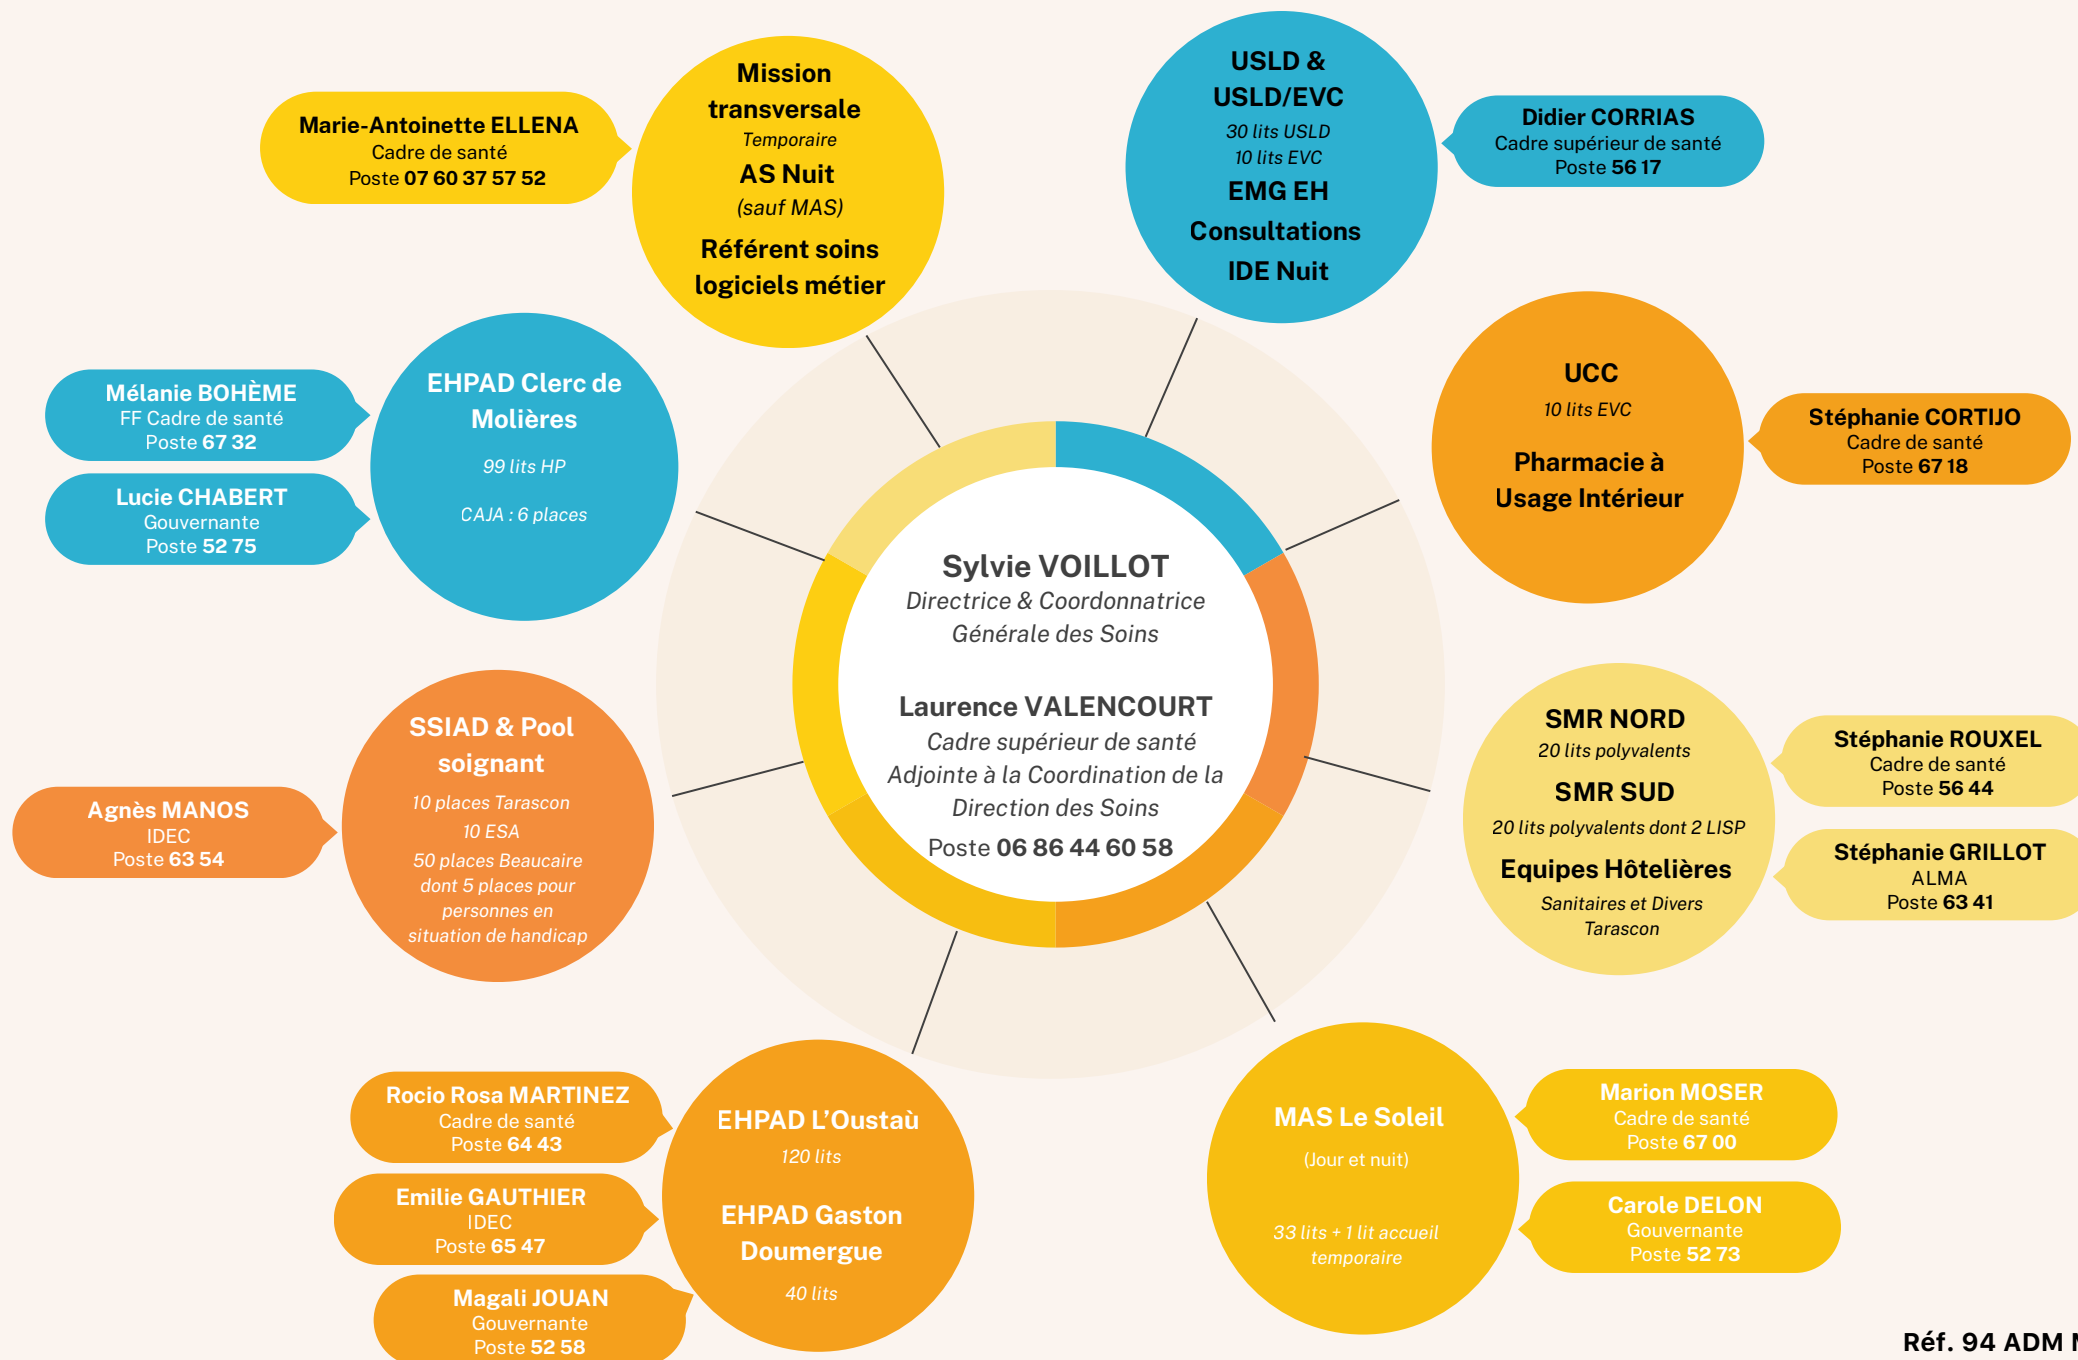 Mission
transversale
Temporaire
AS Nuit
(sauf MAS)
Référent soins
logiciels métier
Marie-Antoinette ELLENA
Cadre de santé
Poste 07 60 37 57 52
USLD &
USLD/EVC
30 lits USLD
10 lits EVC
EMG EH
Consultations
IDE Nuit
Didier CORRIAS
Cadre supérieur de santé
Poste 56 17
EHPAD Clerc de
Molières
99 lits HP
CAJA : 6 places
Mélanie BOHÈME
FF Cadre de santé
Poste 67 32
Lucie CHABERT
Gouvernante
Poste 52 75
UCC
10 lits EVC
Pharmacie à
Usage Intérieur
Stéphanie CORTIJO
Cadre de santé
Poste 67 18
Sylvie VOILLOT
Directrice & Coordonnatrice
Générale des Soins
Laurence VALENCOURT
Cadre supérieur de santé
Adjointe à la Coordination de la
Direction des Soins
Poste 06 86 44 60 58
SSIAD & Pool
soignant
10 places Tarascon
10 ESA
50 places Beaucaire
dont 5 places pour
personnes en
situation de handicap
Agnès MANOS
IDEC
Poste 63 54
SMR NORD
20 lits polyvalents
SMR SUD
20 lits polyvalents dont 2 LISP
Equipes Hôtelières
Sanitaires et Divers
Tarascon
Stéphanie ROUXEL
Cadre de santé
Poste 56 44
Stéphanie GRILLOT
ALMA
Poste 63 41
Rocio Rosa MARTINEZ
Cadre de santé
Poste 64 43
Emilie GAUTHIER
IDEC
Poste 65 47
Magali JOUAN
Gouvernante
Poste 52 58
EHPAD L'Oustaù
120 lits
EHPAD Gaston
Doumergue
40 lits
MAS Le Soleil
(Jour et nuit)
33 lits + 1 lit accueil
temporaire
Marion MOSER
Cadre de santé
Poste 67 00
Carole DELON
Gouvernante
Poste 52 73
Réf. 94 ADM